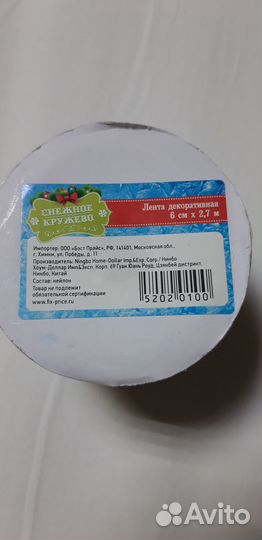 СНЕЖНОЕ
КРУЖЕВО
Лента декоративная
6 см х 2,7 м
Импортер: ООО «Бэст Прайс», РФ, 141401, Московская обл.,
г. Химки, ул. Победы, д. 11
Производитель: Ningbo Home-Dollar Imp.&Exp. Corp. / Нинбо
Хоум-Доллар Имп&Эксп. Корп. 69 Гуан Юань Роуд, Цзянбей дистрикт,
Нинбо, Китай
Состав: нейлон
Товар не подлежит
обязательной сертификации
www.fix-price.ru
5202 0100
Avito